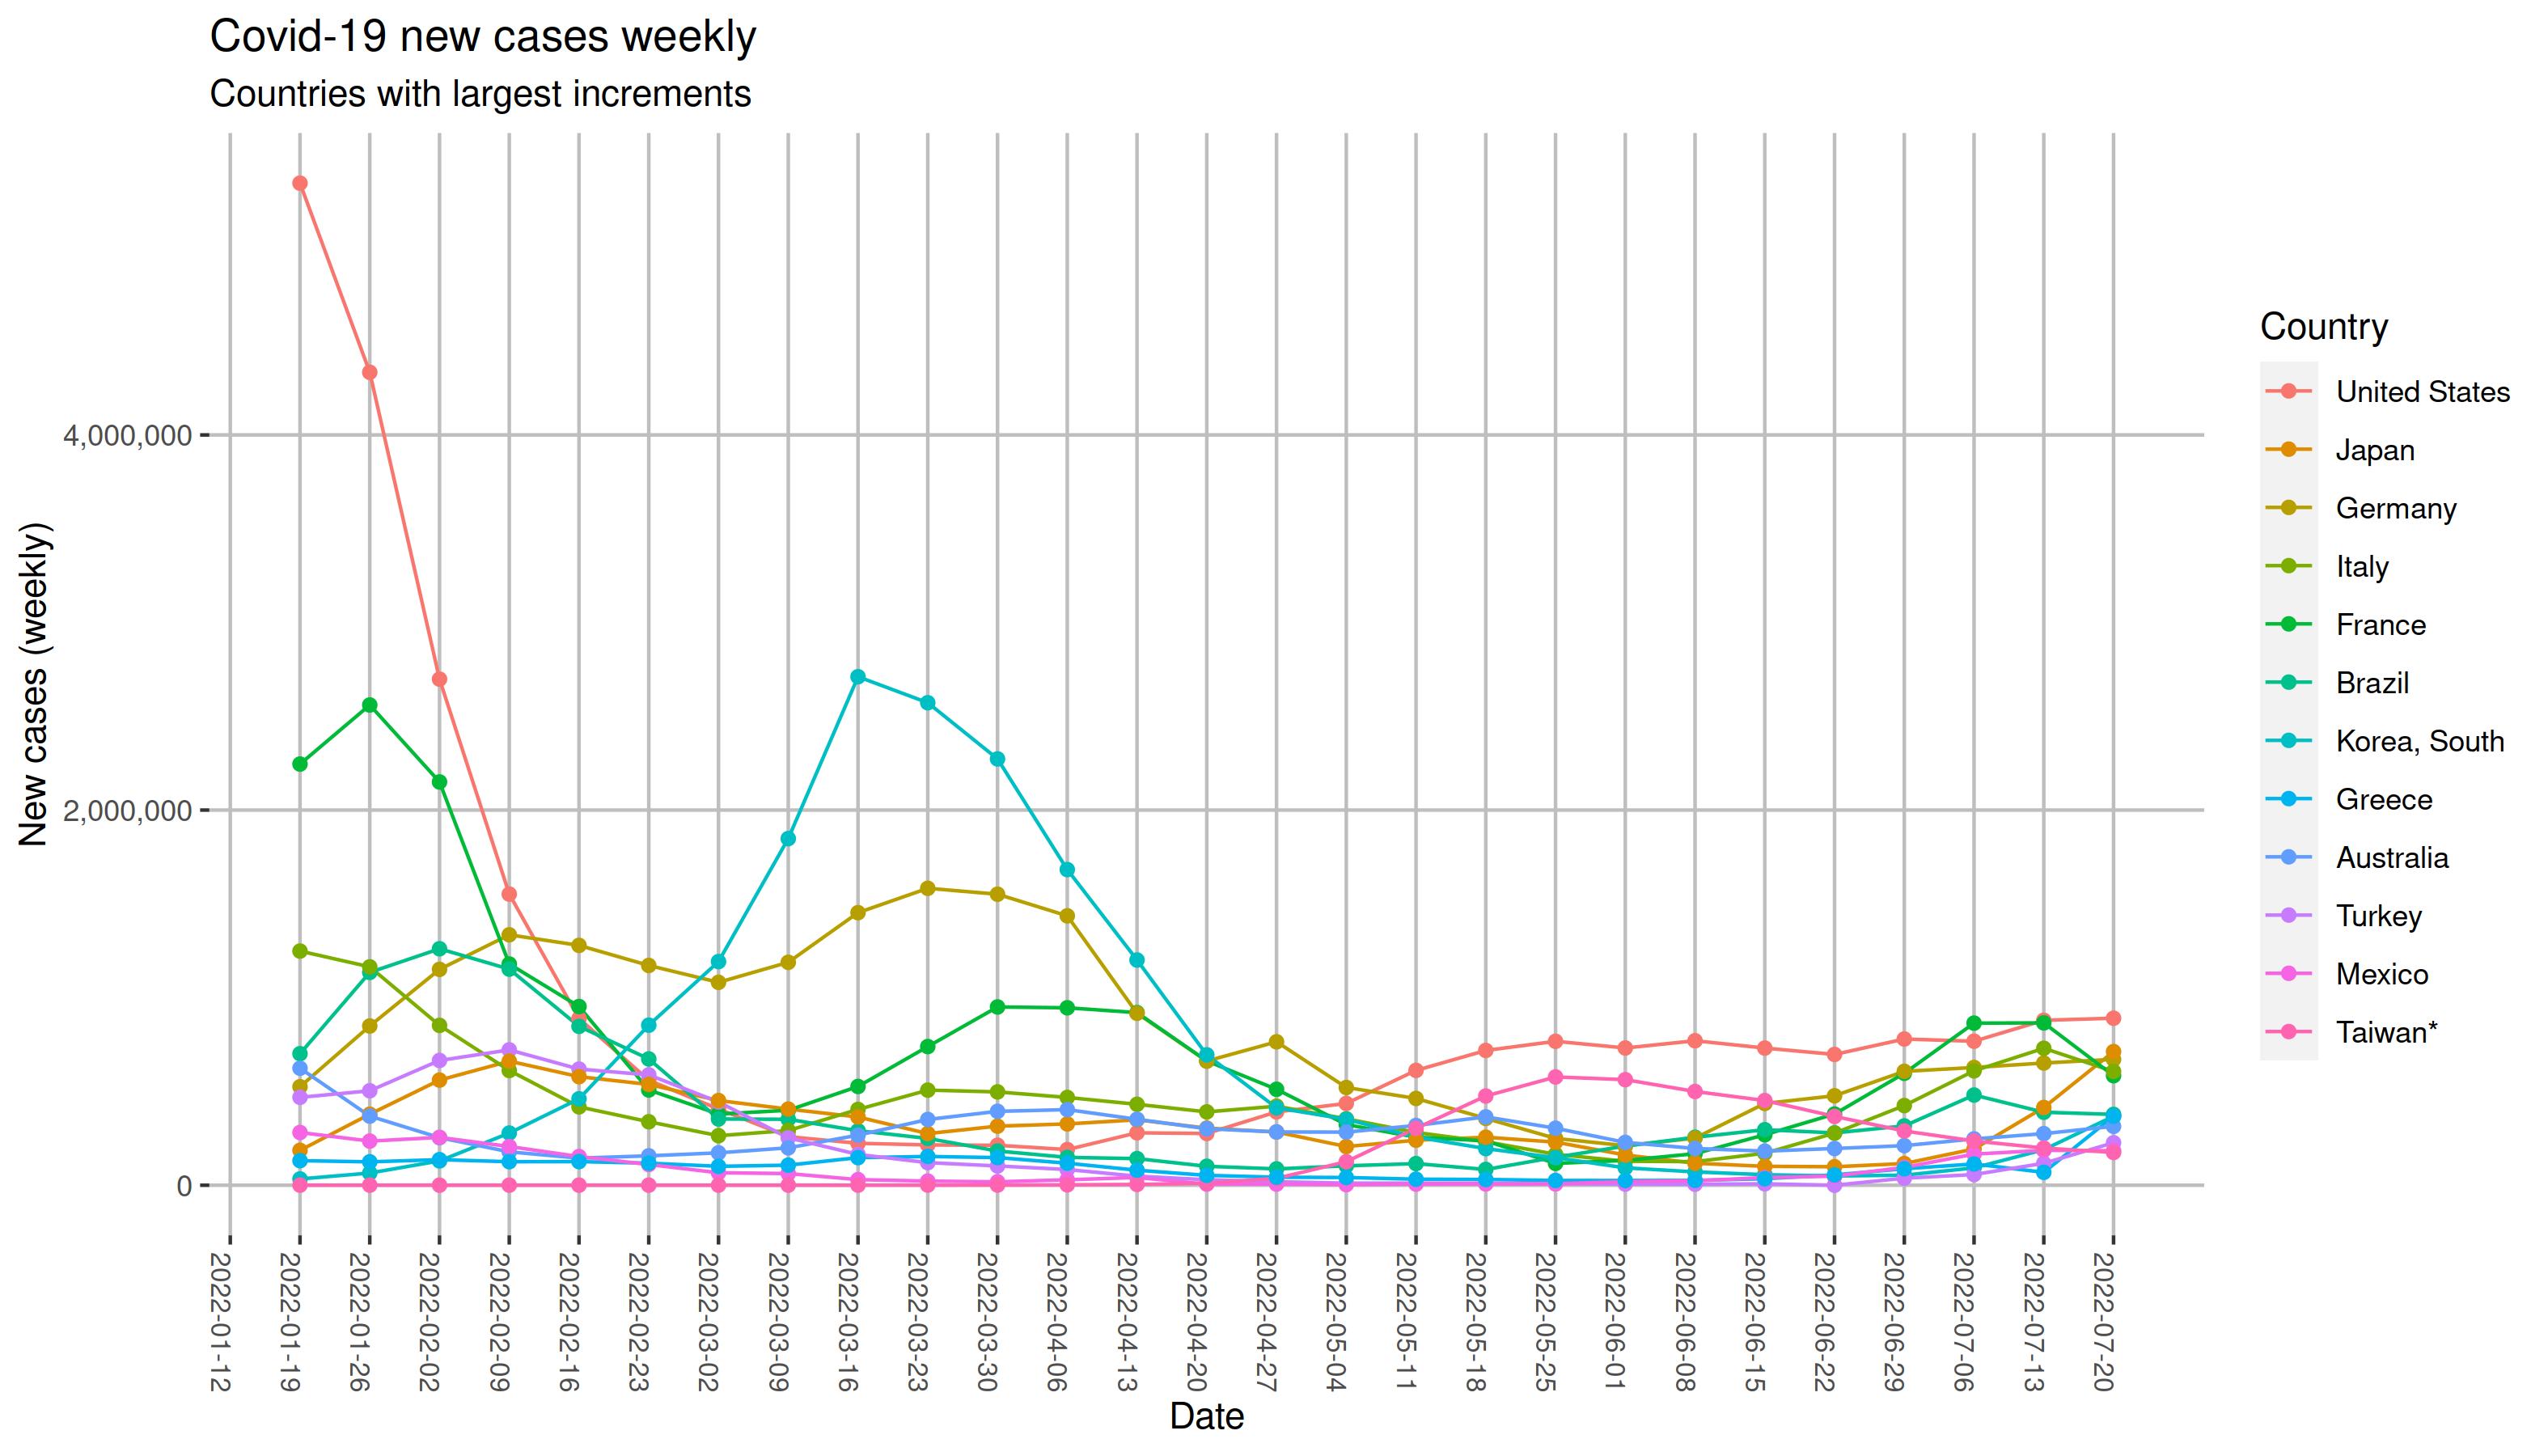 Covid-19 new cases weekly
Countries with largest increments
New cases (weekly)
4,000,000
2,000,000
0
2022-01-12
2022-01-19
2022-01-26
2022-02-02
2022-02-09
2022-02-16
2022-02-23
2022-03-02
2022-03-09
2022-03-16
2022-03-23
2022-03-30
2022-04-06
2022-04-13
2022-04-20
2022-04-27
2022-05-04
2022-05-11
2022-05-18
2022-05-25
2022-06-01
2022-06-08
2022-06-15
2022-06-22
2022-06-29
2022-07-06
2022-07-13
2022-07-20
Date
Country
United States
Japan
Germany
Italy
France
Brazil
Korea, South
Greece
Australia
Turkey
Mexico
Taiwan*